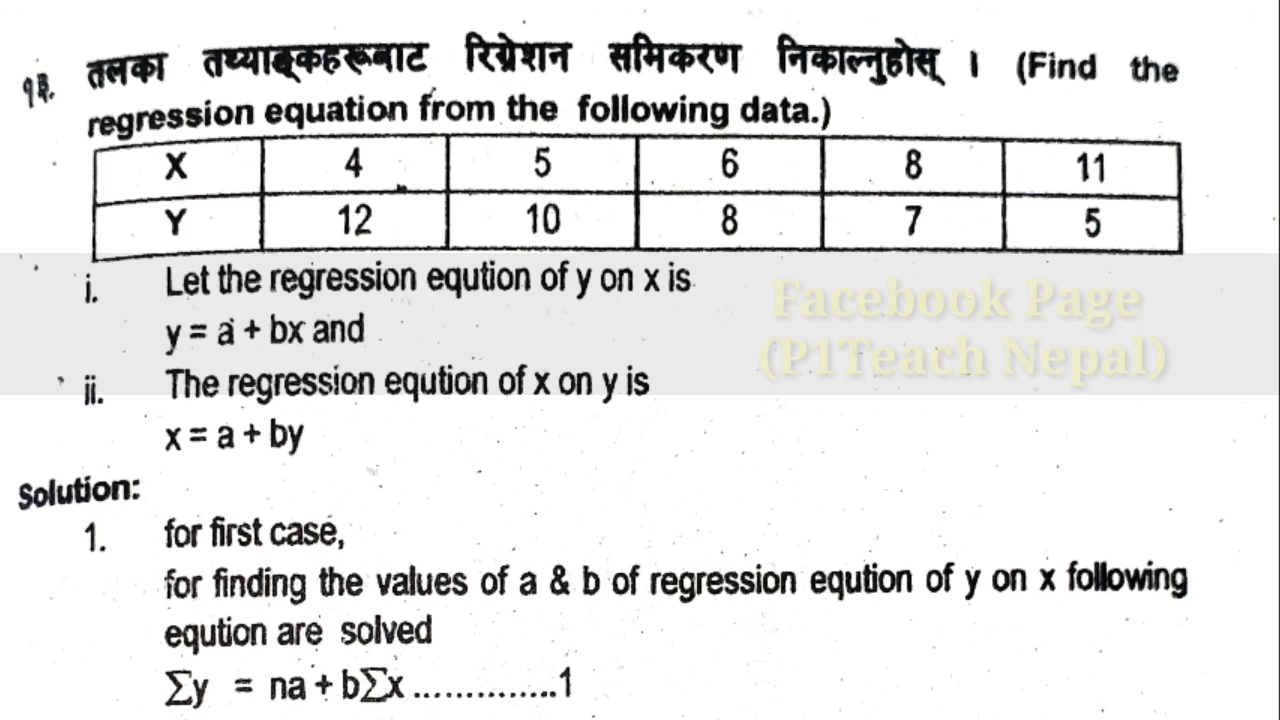 १३. तलका तथ्याङ्कहरूबाट रिग्रेशन समिकरण निकाल्नुहोस् । (Find the
regression equation from the following data.)
X 4 5 6 8 11
Y 12 10 8 7 5
i. Let the regression eqution of y on x is
y = a + bx and
Facebook Page
(P1Teach Nepal)
ii. The regression eqution of x on y is
x = a + by
Solution:
1. for first case,
for finding the values of a & b of regression eqution of y on x following
eqution are solved
∑y = na + b∑x ..............1